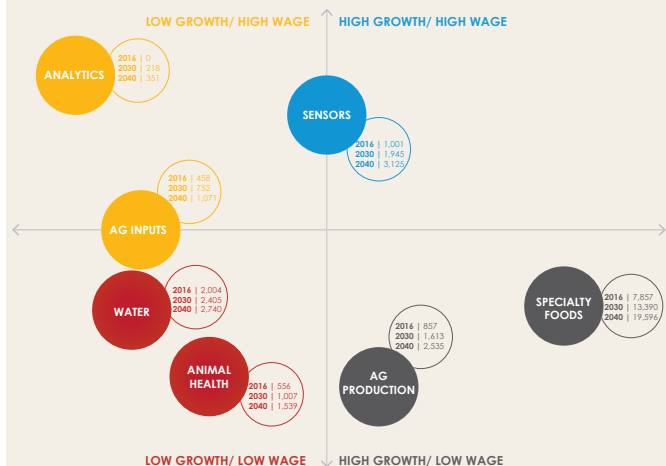 LOW GROWTH/ HIGH WAGE
HIGH GROWTH/ HIGH WAGE
ANALYTICS
2016 | 0
2030 | 218
2040 | 351
SENSORS
2016 | 1,001
2030 | 1,945
2040 | 3,125
2016 | 458
2030 | 752
2040 | 1,071
AG INPUTS
WATER
2016 | 2,004
2030 | 2,405
2040 | 2,740
SPECIALTY
FOODS
2016 | 7,857
2030 | 13,390
2040 | 19,596
2016 | 857
2030 | 1,613
2040 | 2,535
ANIMAL
HEALTH
2016 | 556
2030 | 1,007
2040 | 1,539
AG
PRODUCTION
LOW GROWTH/ LOW WAGE
HIGH GROWTH/ LOW WAGE